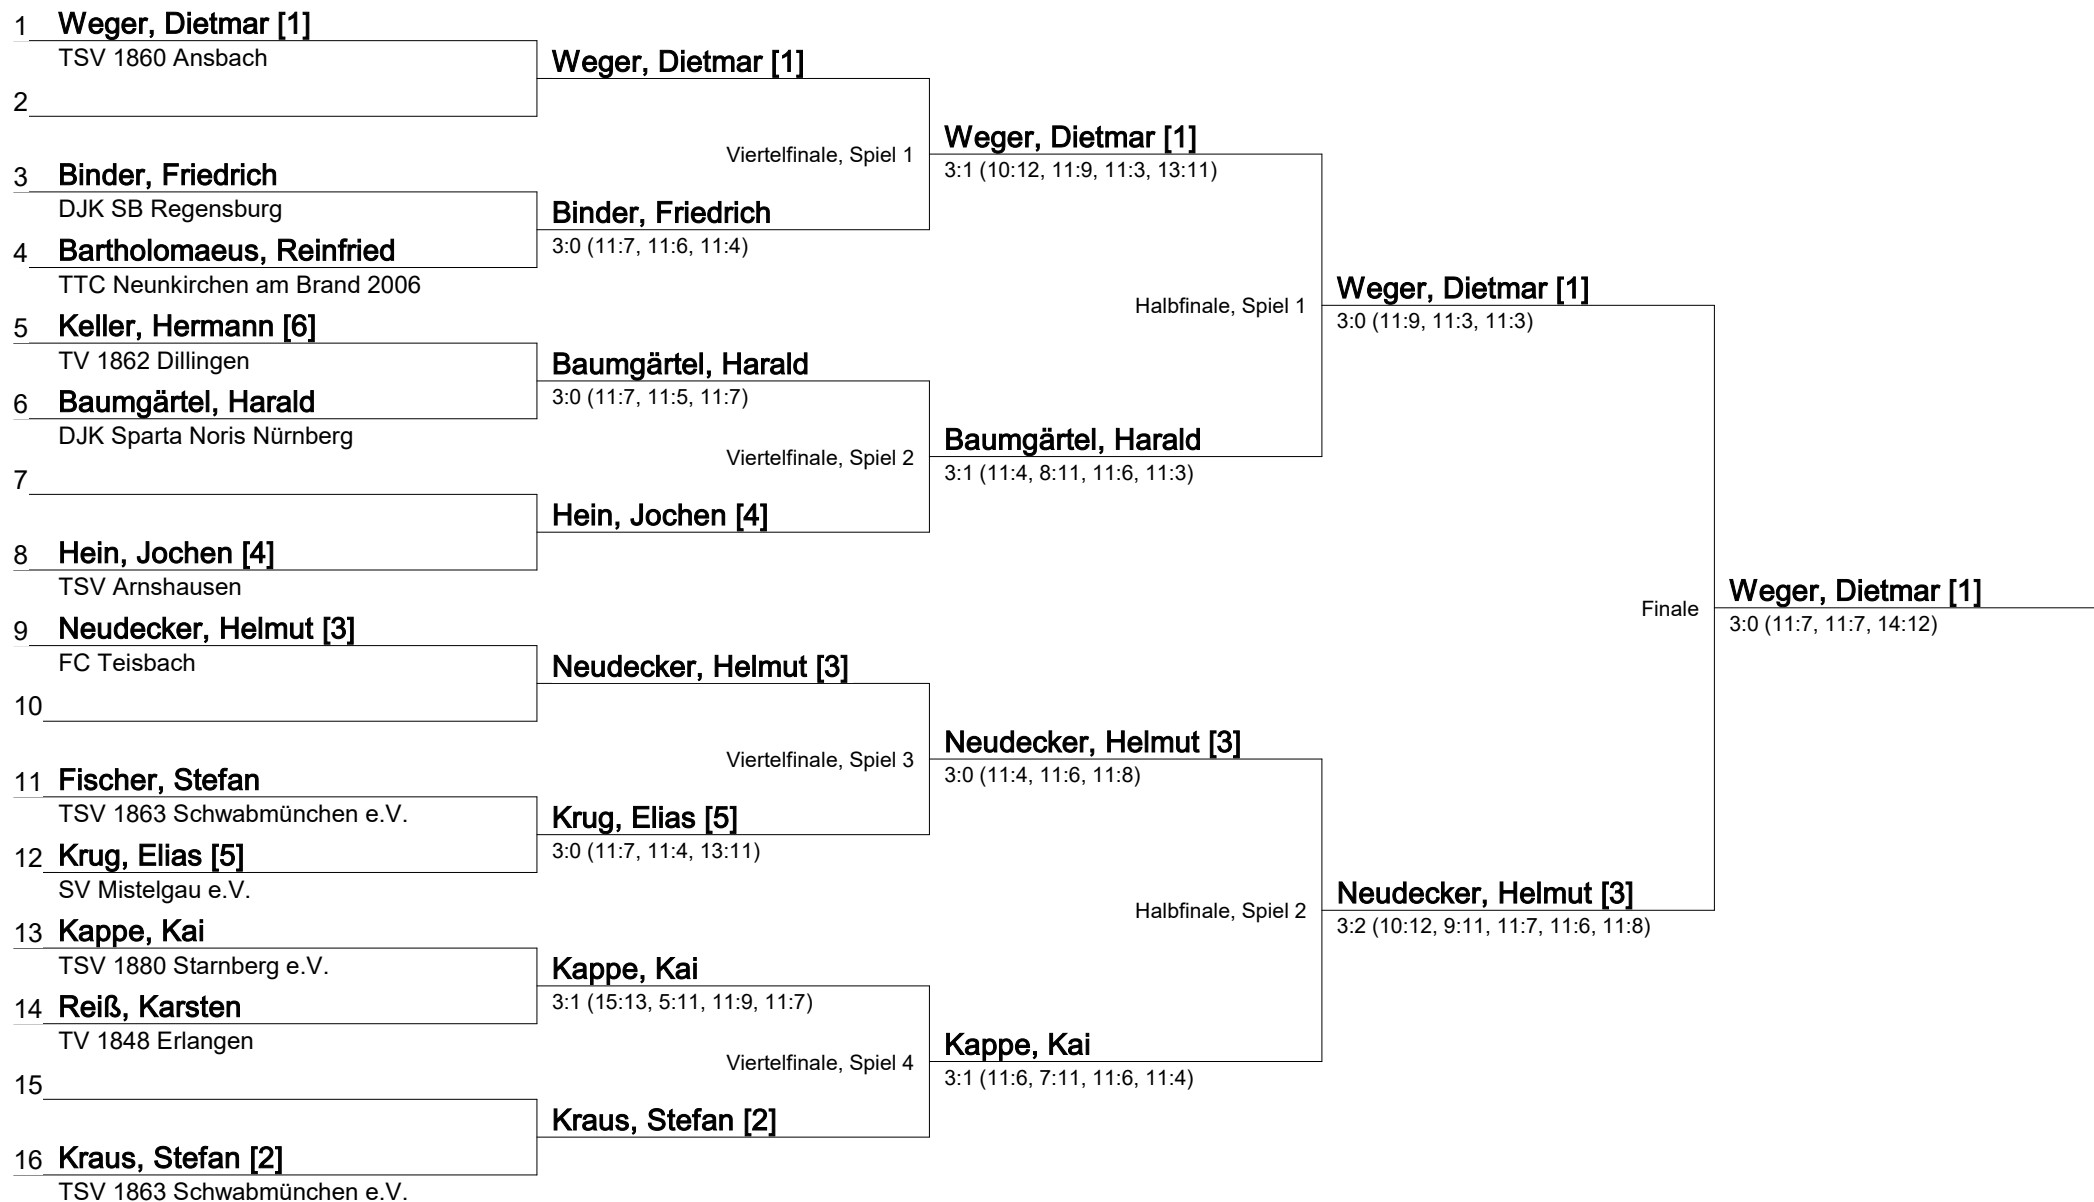 1 Weger, Dietmar [1]
TSV 1860 Ansbach
Weger, Dietmar [1]
2
Viertelfinale, Spiel 1
Weger, Dietmar [1]
3:1 (10:12, 11:9, 11:3, 13:11)
3 Binder, Friedrich
DJK SB Regensburg
Binder, Friedrich
3:0 (11:7, 11:6, 11:4)
4 Bartholomaeus, Reinfried
TTC Neunkirchen am Brand 2006
Halbfinale, Spiel 1
Weger, Dietmar [1]
3:0 (11:9, 11:3, 11:3)
5 Keller, Hermann [6]
TV 1862 Dillingen
Baumgärtel, Harald
3:0 (11:7, 11:5, 11:7)
6 Baumgärtel, Harald
DJK Sparta Noris Nürnberg
Viertelfinale, Spiel 2
Baumgärtel, Harald
3:1 (11:4, 8:11, 11:6, 11:3)
7
Hein, Jochen [4]
8 Hein, Jochen [4]
TSV Arnshausen
Finale
Weger, Dietmar [1]
3:0 (11:7, 11:7, 14:12)
9 Neudecker, Helmut [3]
FC Teisbach
Neudecker, Helmut [3]
10
Viertelfinale, Spiel 3
Neudecker, Helmut [3]
3:0 (11:4, 11:6, 11:8)
11 Fischer, Stefan
TSV 1863 Schwabmünchen e.V.
Krug, Elias [5]
3:0 (11:7, 11:4, 13:11)
12 Krug, Elias [5]
SV Mistelgau e.V.
Halbfinale, Spiel 2
Neudecker, Helmut [3]
3:2 (10:12, 9:11, 11:7, 11:6, 11:8)
13 Kappe, Kai
TSV 1880 Starnberg e.V.
Kappe, Kai
3:1 (15:13, 5:11, 11:9, 11:7)
14 Reiß, Karsten
TV 1848 Erlangen
Viertelfinale, Spiel 4
Kappe, Kai
3:1 (11:6, 7:11, 11:6, 11:4)
15
Kraus, Stefan [2]
16 Kraus, Stefan [2]
TSV 1863 Schwabmünchen e.V.